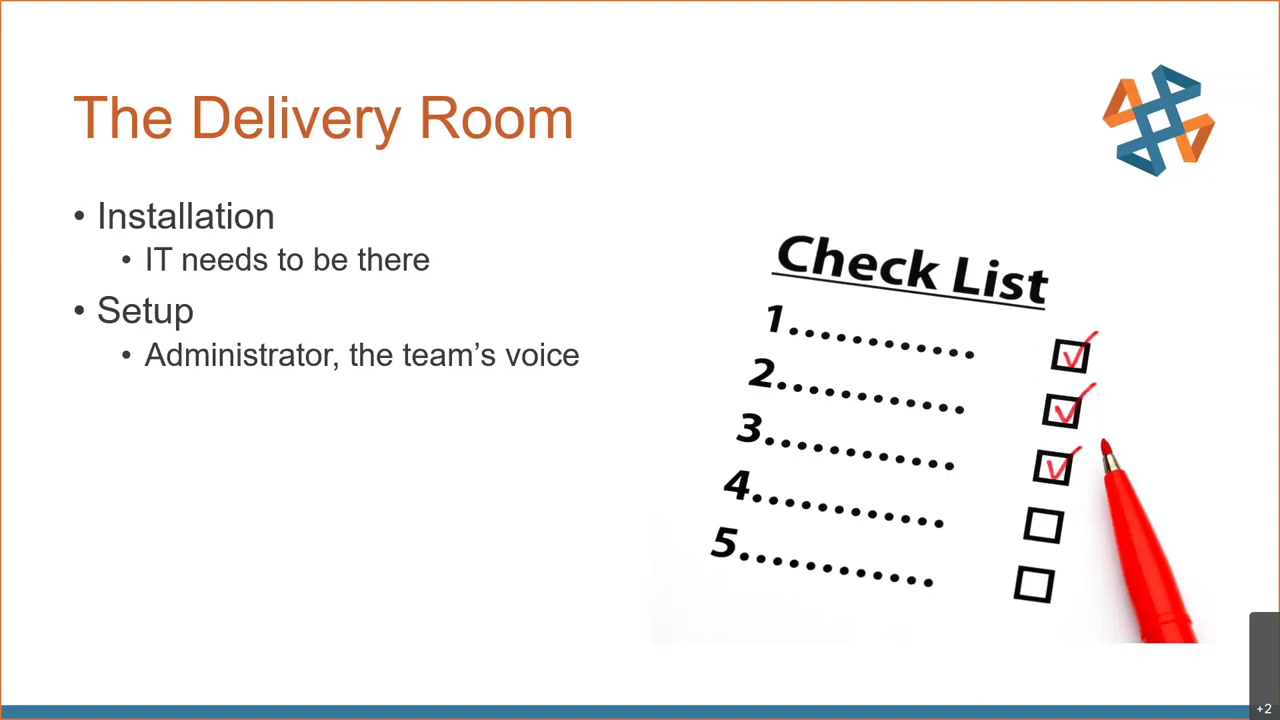 The Delivery Room
• Installation
• IT needs to be there
• Setup
• Administrator, the team's voice
Check List
1............
2............
3............
4............
5............
+2